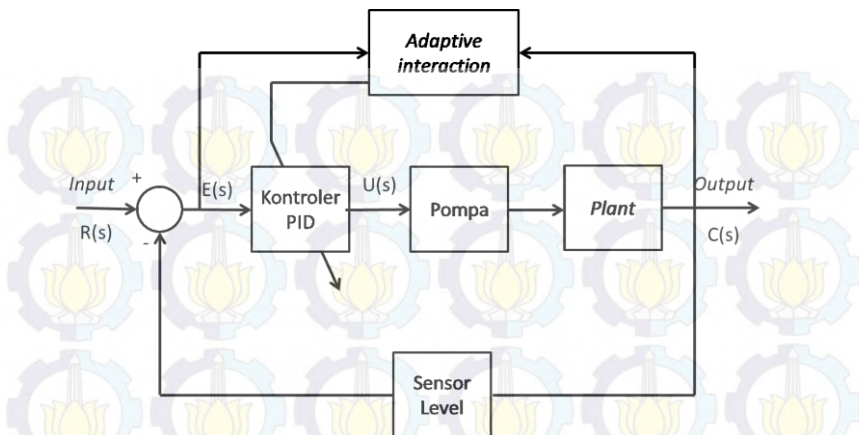 Adaptive
interaction
Input
+
E(s)
Kontroler
PID
U(s)
Pompa
Plant
Output
R(s)
-
C(s)
Sensor
Level